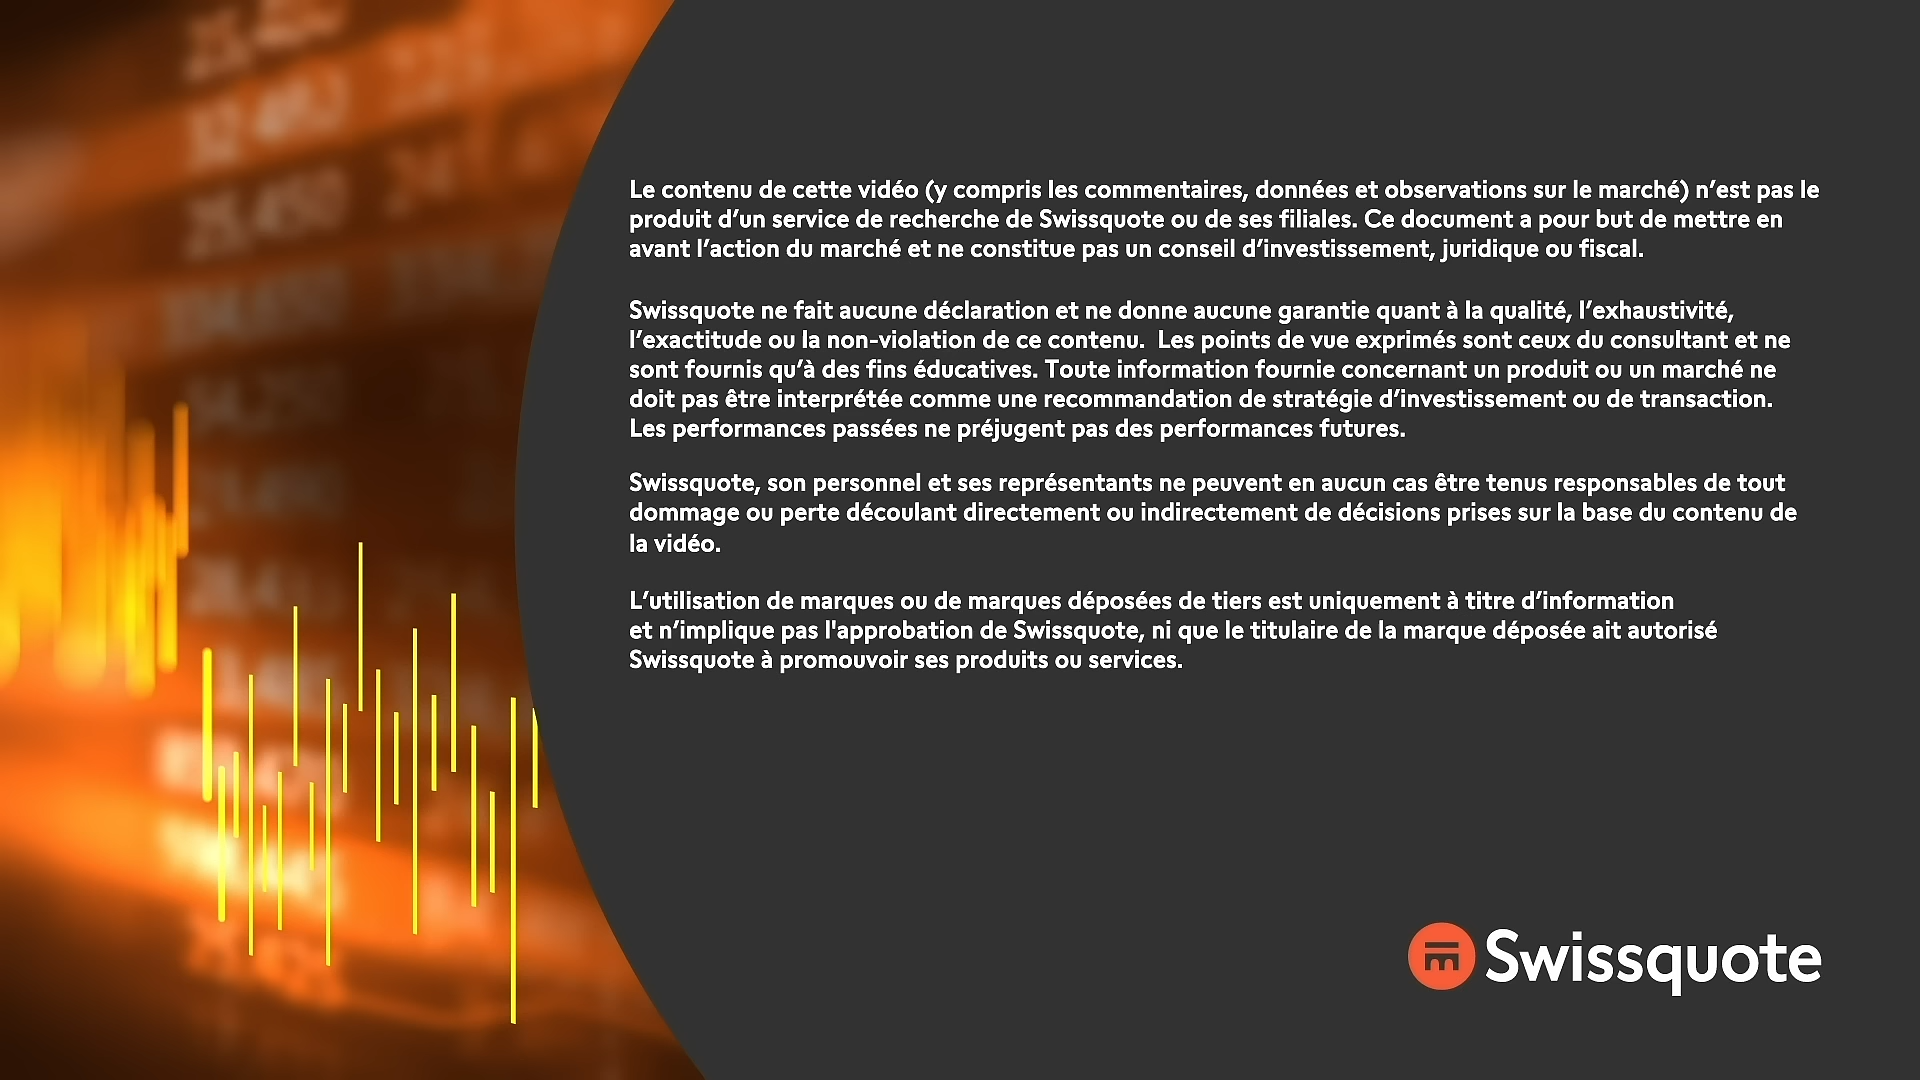 Le contenu de cette vidéo (y compris les commentaires, données et observations sur le marché) n’est pas le
produit d’un service de recherche de Swissquote ou de ses filiales. Ce document a pour but de mettre en
avant l’action du marché et ne constitue pas un conseil d’investissement, juridique ou fiscal.
Swissquote ne fait aucune déclaration et ne donne aucune garantie quant à la qualité, l’exhaustivité,
l’exactitude ou la non-violation de ce contenu.  Les points de vue exprimés sont ceux du consultant et ne
sont fournis qu’à des fins éducatives. Toute information fournie concernant un produit ou un marché ne
doit pas être interprétée comme une recommandation de stratégie d’investissement ou de transaction.
Les performances passées ne préjugent pas des performances futures.
Swissquote, son personnel et ses représentants ne peuvent en aucun cas être tenus responsables de tout
dommage ou perte découlant directement ou indirectement de décisions prises sur la base du contenu de
la vidéo.
L’utilisation de marques ou de marques déposées de tiers est uniquement à titre d’information
et n’implique pas l'approbation de Swissquote, ni que le titulaire de la marque déposée ait autorisé
Swissquote à promouvoir ses produits ou services.
Swissquote